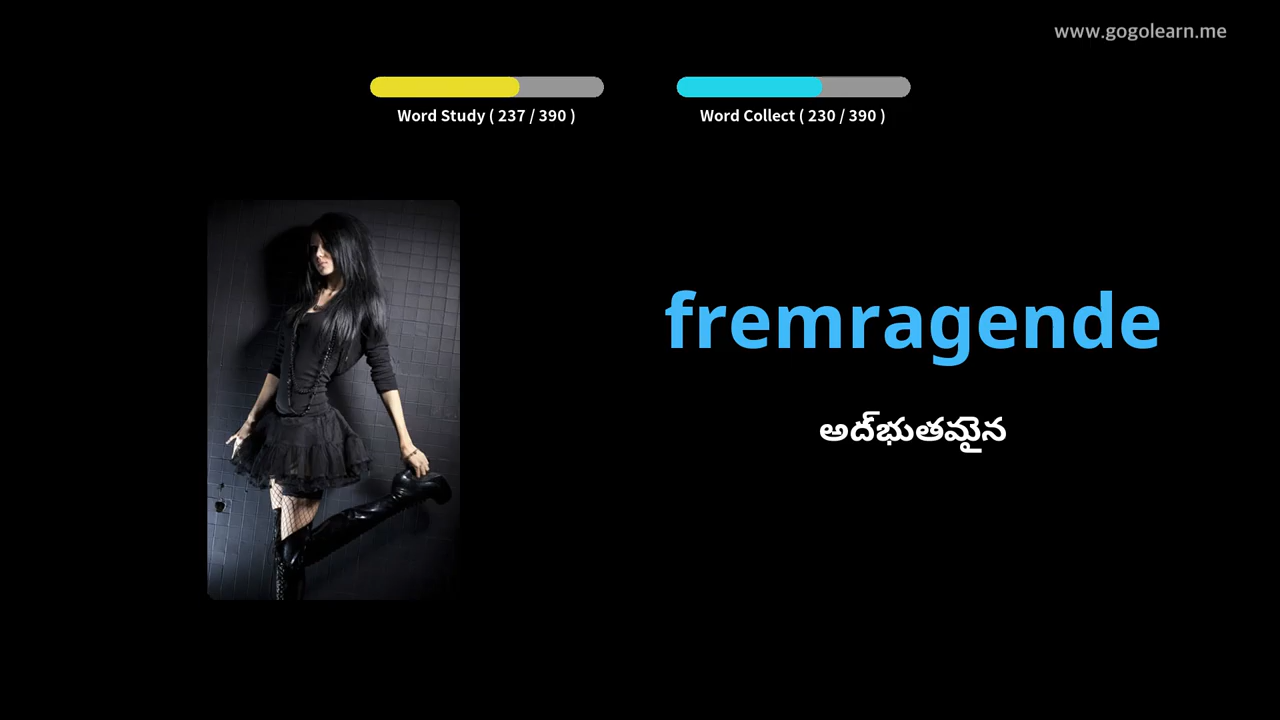 www.gogolearn.me
Word Study ( 237 / 390 )
Word Collect ( 230 / 390 )
fremragende
అద్‌భుతమైన